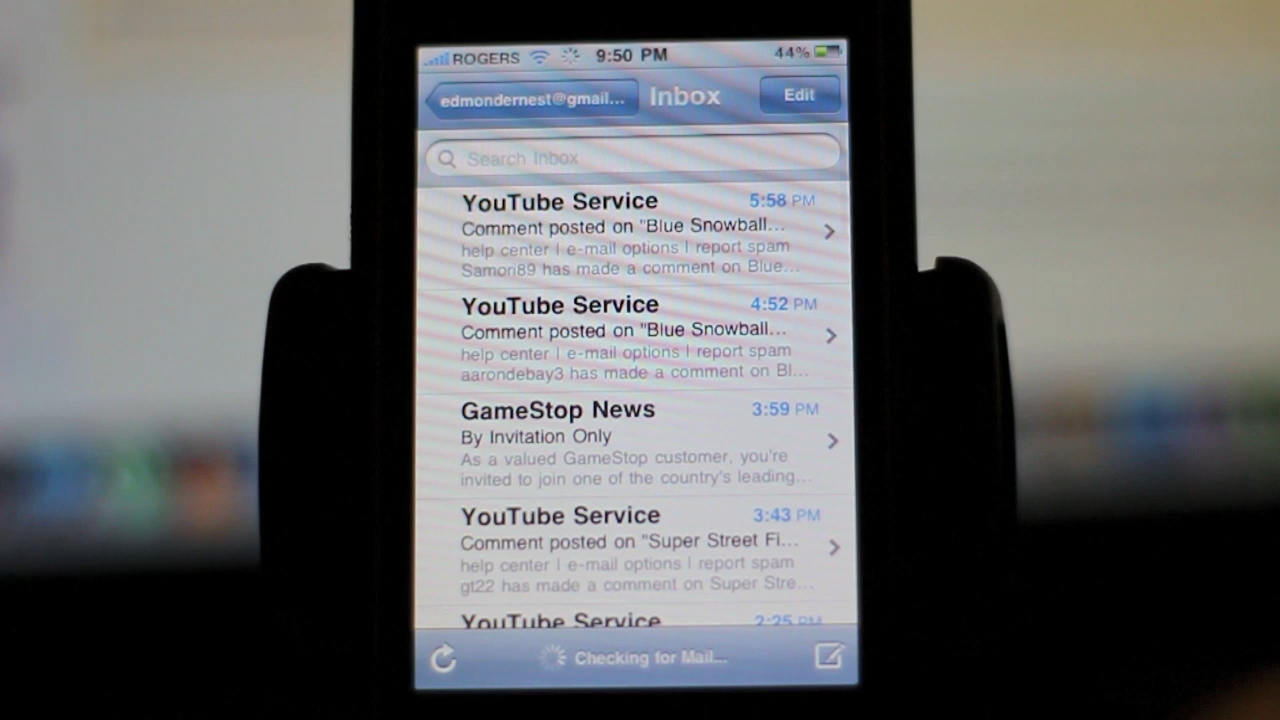 ROGERS 9:50 PM 44%
edmondernest@gmail... Inbox Edit
Search Inbox
YouTube Service 5:58 PM
Comment posted on "Blue Snowball...
help center | e-mail options | report spam
Samori89 has made a comment on Blue...
YouTube Service 4:52 PM
Comment posted on "Blue Snowball...
help center | e-mail options | report spam
aarondebay3 has made a comment on Bl...
GameStop News 3:59 PM
By Invitation Only
As a valued GameStop customer, you're
invited to join one of the country's leading...
YouTube Service 3:43 PM
Comment posted on "Super Street Fi...
help center | e-mail options | report spam
gt22 has made a comment on Super Stre...
YouTube Service 2:25 PM
Checking for Mail...